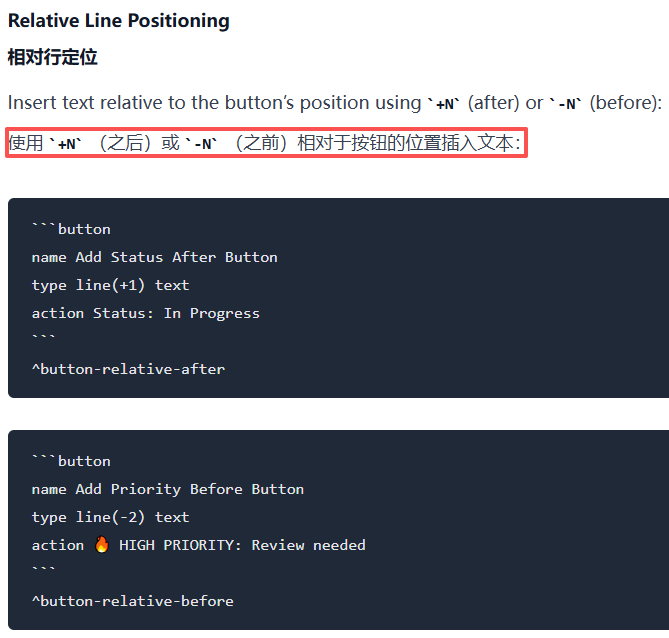 Relative Line Positioning
相对行定位
Insert text relative to the button’s position using `+N` (after) or `-N` (before):
使用 `+N` （之后）或 `-N` （之前）相对于按钮的位置插入文本：
```button
name Add Status After Button
type line(+1) text
action Status: In Progress
```
^button-relative-after
```button
name Add Priority Before Button
type line(-2) text
action 🔥 HIGH PRIORITY: Review needed
```
^button-relative-before